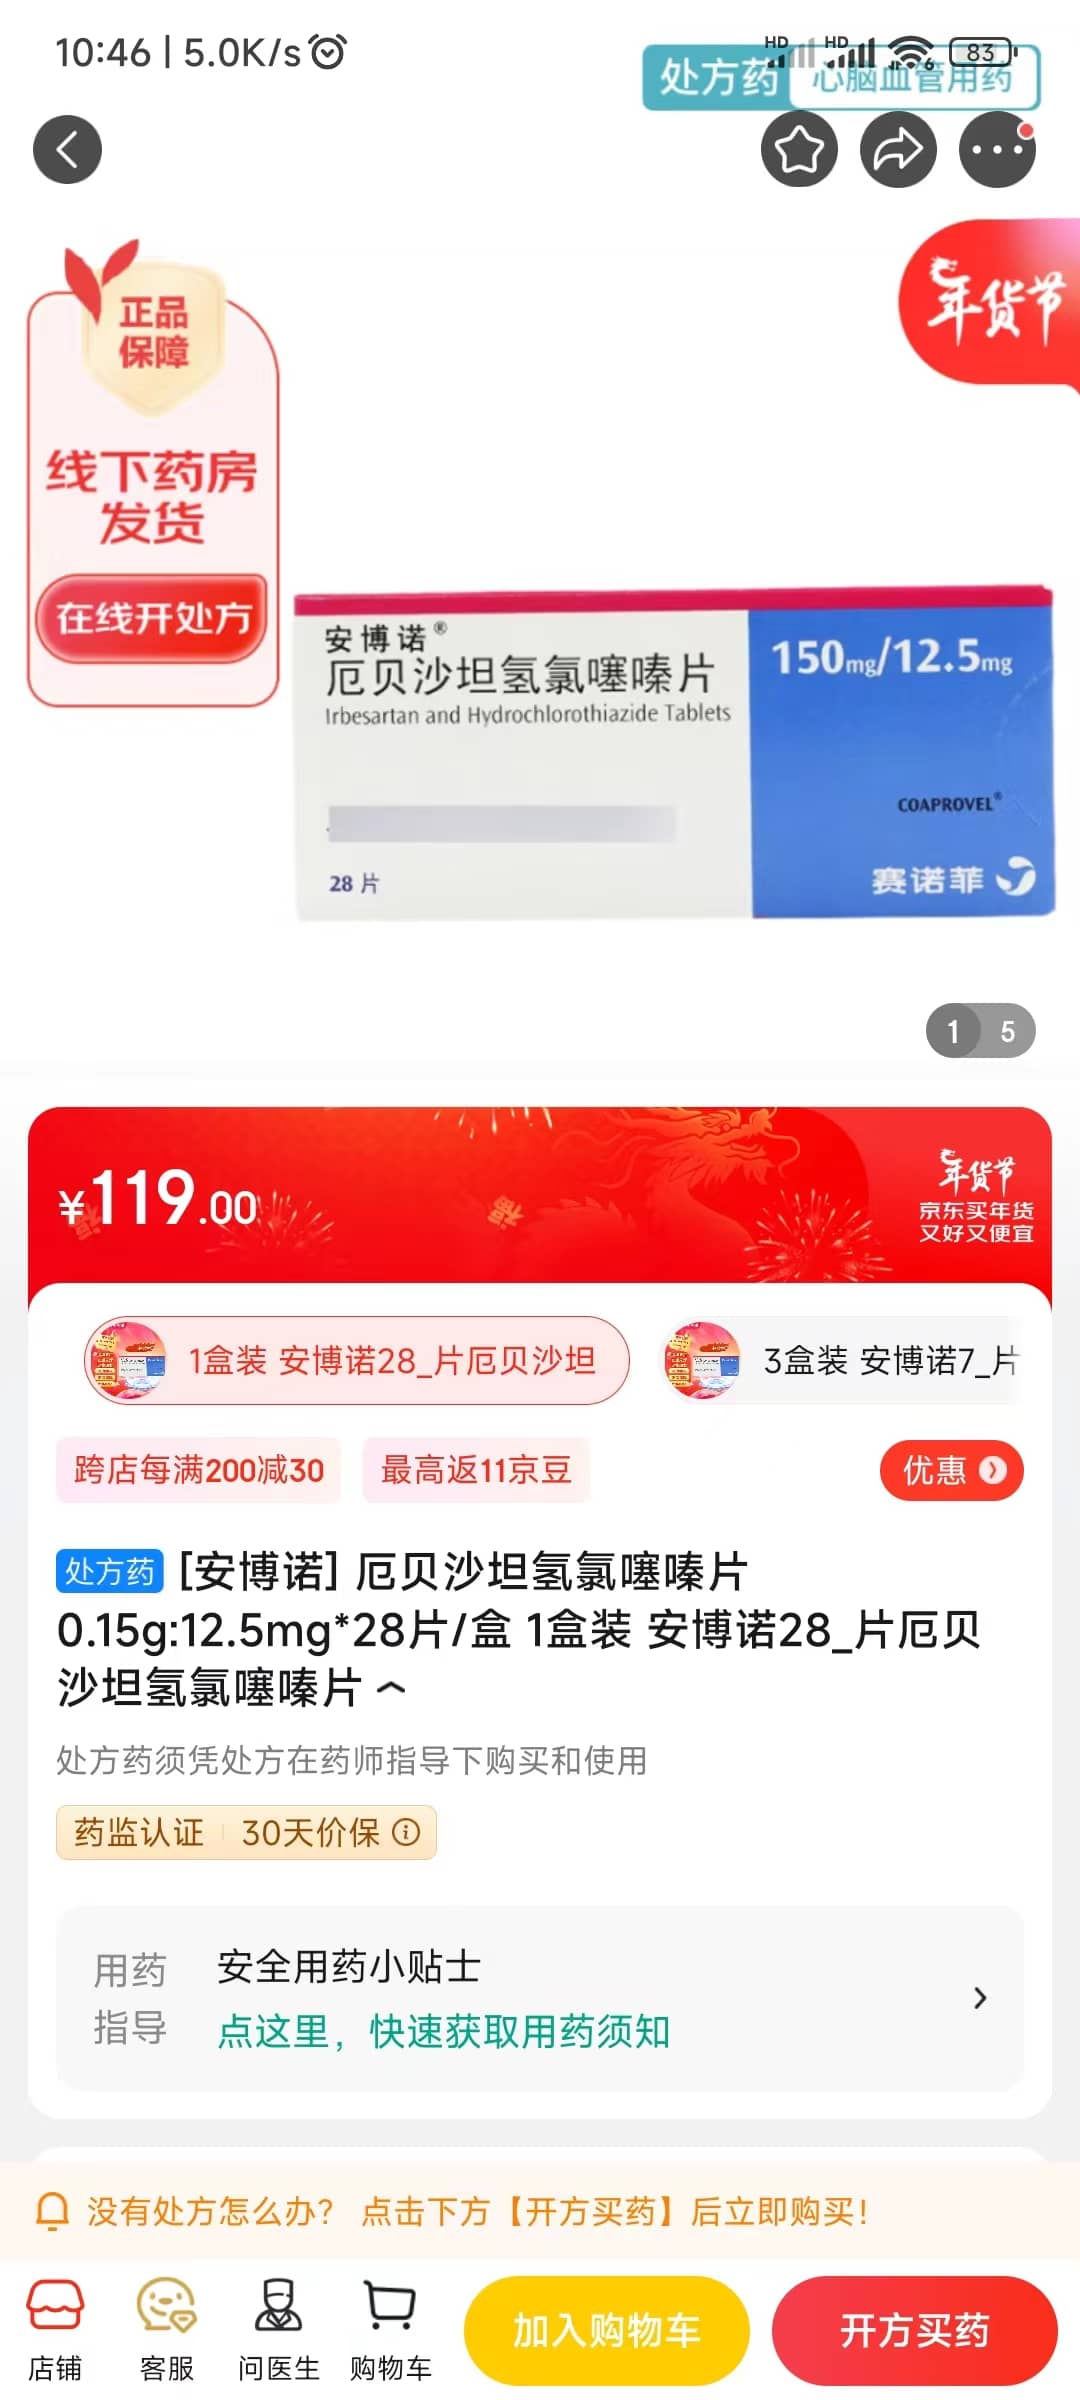 10:46 | 5.0K/s
HD HD 6 83
处方药 心脑血管用药
年货节
正品
保障
线下药房
发货
在线开处方
安博诺®
厄贝沙坦氢氯噻嗪片
Irbesartan and Hydrochlorothiazide Tablets
28 片
150mg/12.5mg
COAPROVEL®
赛诺菲
1 5
¥119.00
福
福
年货节
京东买年货
又好又便宜
1盒装 安博诺28_片厄贝沙坦
3盒装 安博诺7_片
跨店每满200减30
最高返11京豆
优惠
处方药 [安博诺] 厄贝沙坦氢氯噻嗪片
0.15g:12.5mg*28片/盒 1盒装 安博诺28_片厄贝
沙坦氢氯噻嗪片
处方药须凭处方在药师指导下购买和使用
药监认证 30天价保
用药
指导
安全用药小贴士
点这里，快速获取用药须知
没有处方怎么办？ 点击下方【开方买药】后立即购买！
店铺
客服
问医生
购物车
加入购物车
开方买药